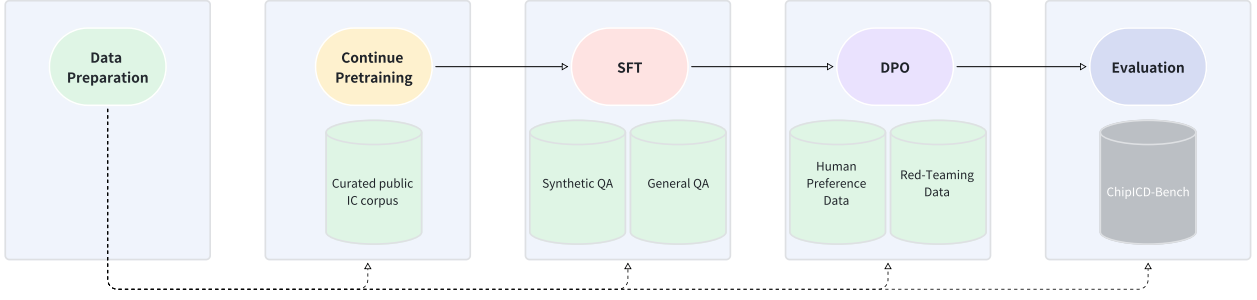 Data
Preparation
Continue
Pretraining
SFT
DPO
Evaluation
Curated public
IC corpus
Synthetic QA
General QA
Human
Preference
Data
Red-Teaming
Data
ChipICD-Bench